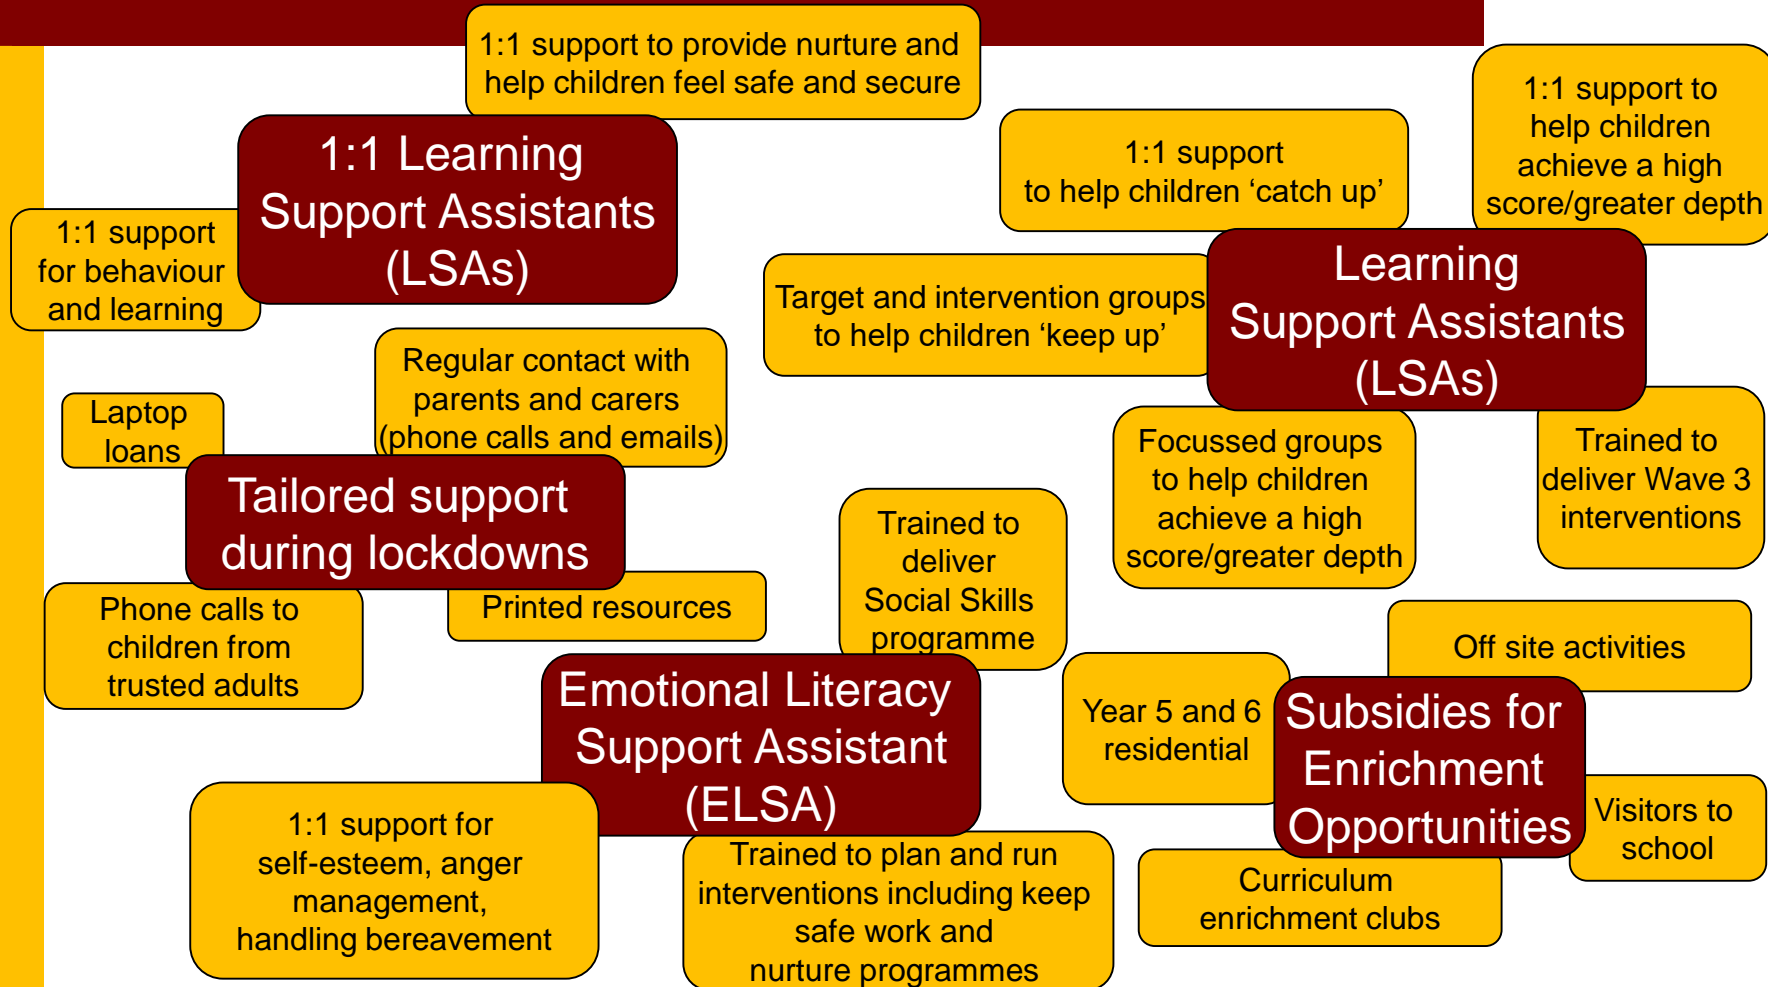 1:1 support to provide nurture and
help children feel safe and secure
1:1 Learning
Support Assistants
(LSAs)
1:1 support
for behaviour
and learning
1:1 support
to help children ‘catch up’
1:1 support to
help children
achieve a high
score/greater depth
Target and intervention groups
to help children ‘keep up’
Learning
Support Assistants
(LSAs)
Focussed groups
to help children
achieve a high
score/greater depth
Trained to
deliver Wave 3
interventions
Laptop
loans
Regular contact with
parents and carers
(phone calls and emails)
Tailored support
during lockdowns
Phone calls to
children from
trusted adults
Printed resources
Trained to
deliver
Social Skills
programme
Emotional Literacy
Support Assistant
(ELSA)
1:1 support for
self-esteem, anger
management,
handling bereavement
Trained to plan and run
interventions including keep
safe work and
nurture programmes
Off site activities
Year 5 and 6
residential
Subsidies for
Enrichment
Opportunities
Visitors to
school
Curriculum
enrichment clubs